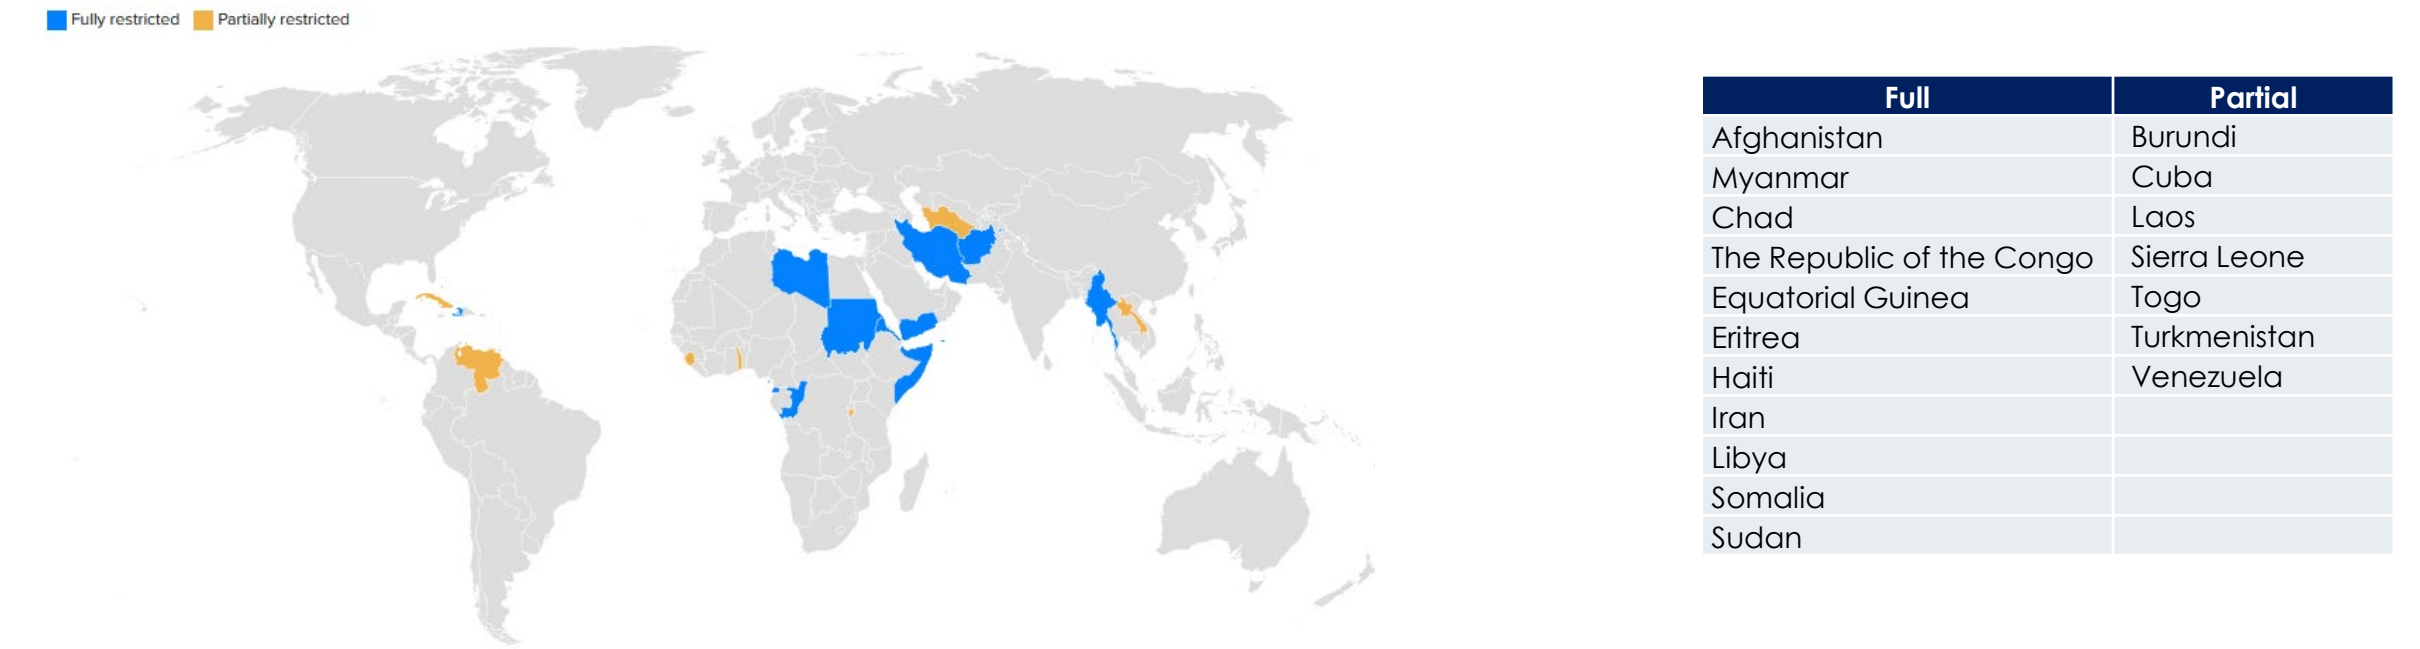 Fully restricted Partially restricted
Full Partial
Afghanistan Burundi
Myanmar Cuba
Chad Laos
The Republic of the Congo Sierra Leone
Equatorial Guinea Togo
Eritrea Turkmenistan
Haiti Venezuela
Iran
Libya
Somalia
Sudan